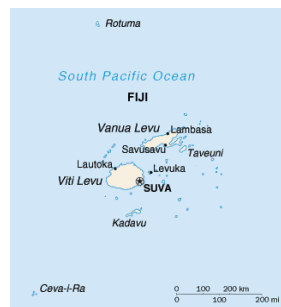 Rotuma
South Pacific Ocean
FIJI
Vanua Levu
Lambasa
Savusavu
Taveuni
Lautoka
Levuka
Viti Levu
SUVA
Kadavu
Ceva-i-Ra
0 100 200 km
0 100 200 mi